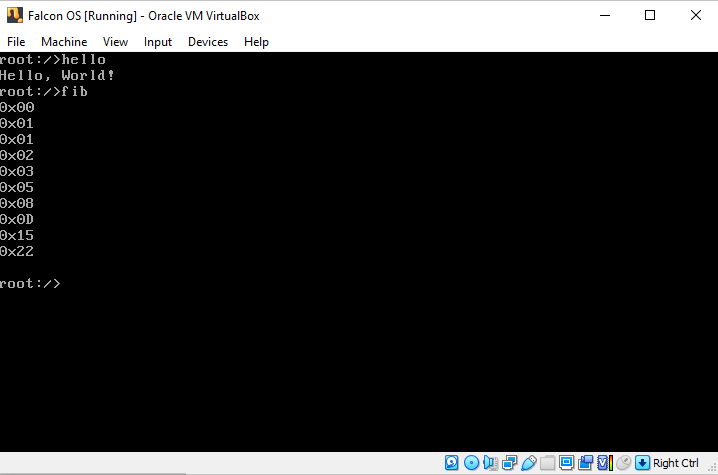 Falcon OS [Running] - Oracle VM VirtualBox
File Machine View Input Devices Help
root:/>hello
Hello, World!
root:/>fib
0x00
0x01
0x01
0x02
0x03
0x05
0x08
0x0D
0x15
0x22
root:/>
Right Ctrl